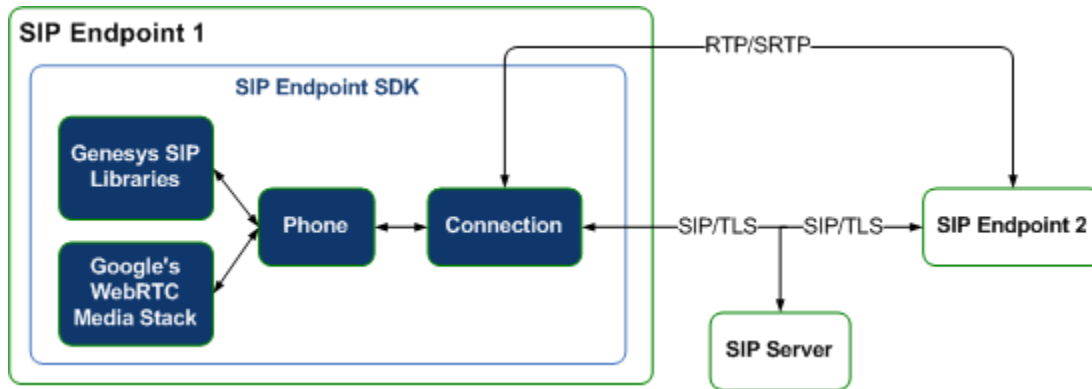 SIP Endpoint 1
RTP/SRTP
SIP Endpoint SDK
Genesys SIP
Libraries
Phone
Connection
SIP/TLS
SIP/TLS
SIP Endpoint 2
Google's
WebRTC
Media Stack
SIP Server